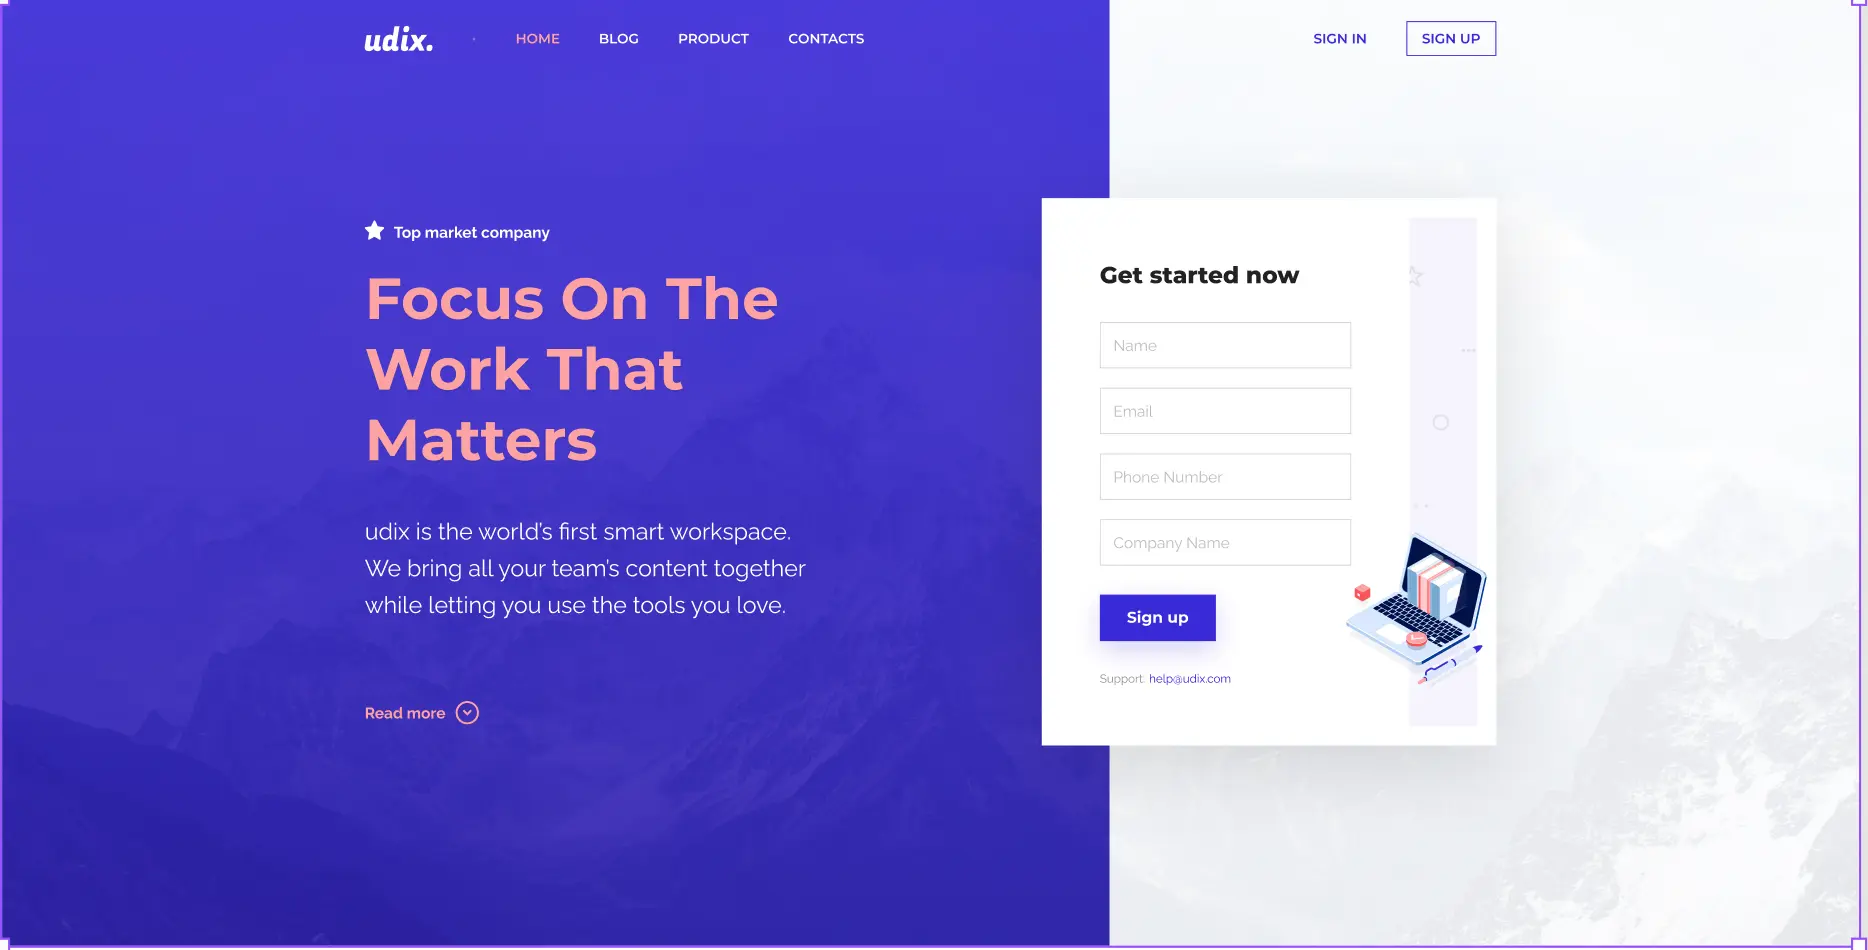 udix.
HOME
BLOG
PRODUCT
CONTACTS
SIGN IN
SIGN UP
Top market company
Focus On The
Work That
Matters
udix is the world’s first smart workspace.
We bring all your team’s content together
while letting you use the tools you love.
Read more
Get started now
Name
Email
Phone Number
Company Name
Sign up
Support: help@udix.com